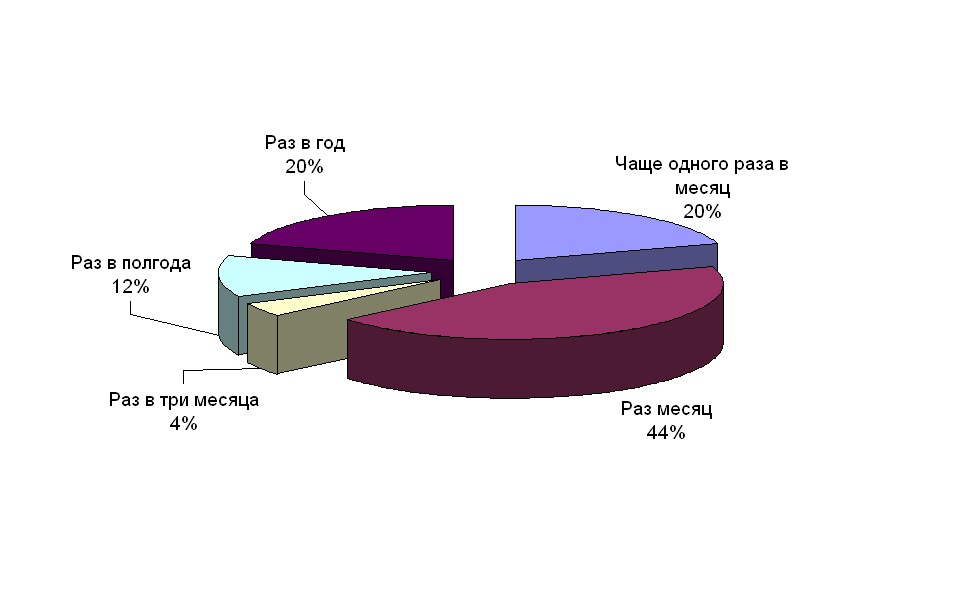 Раз в год
20%
Чаще одного раза в
месяц
20%
Раз в полгода
12%
Раз в три месяца
4%
Раз месяц
44%